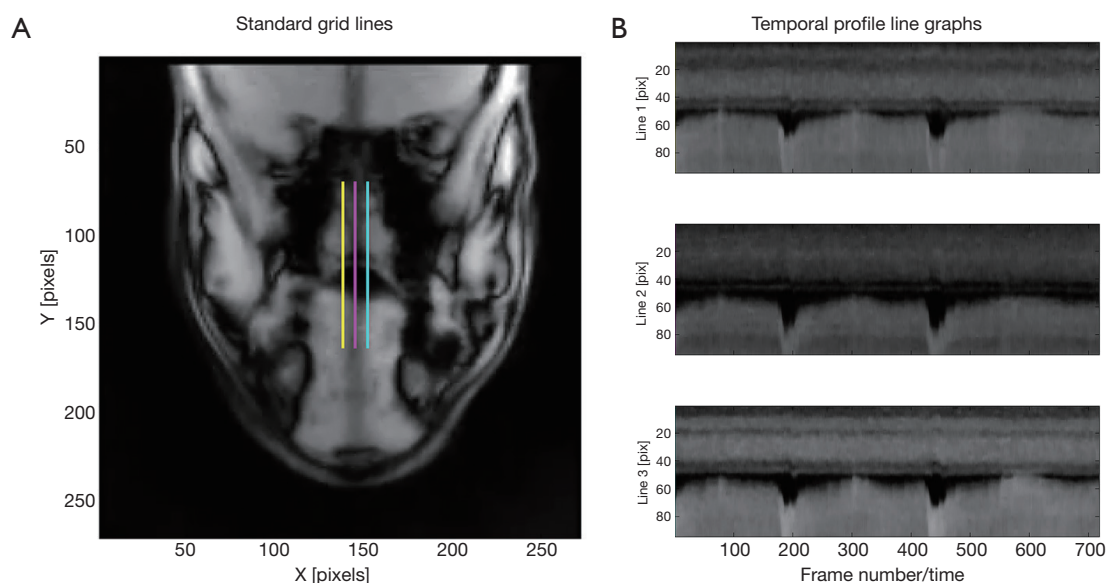 A
Standard grid lines
Y [pixels]
50
100
150
200
250
50 100 150 200 250
X [pixels]
B
Temporal profile line graphs
Line 1 [pix]
20
40
60
80
Line 2 [pix]
20
40
60
80
Line 3 [pix]
20
40
60
80
100 200 300 400 500 600 700
Frame number/time